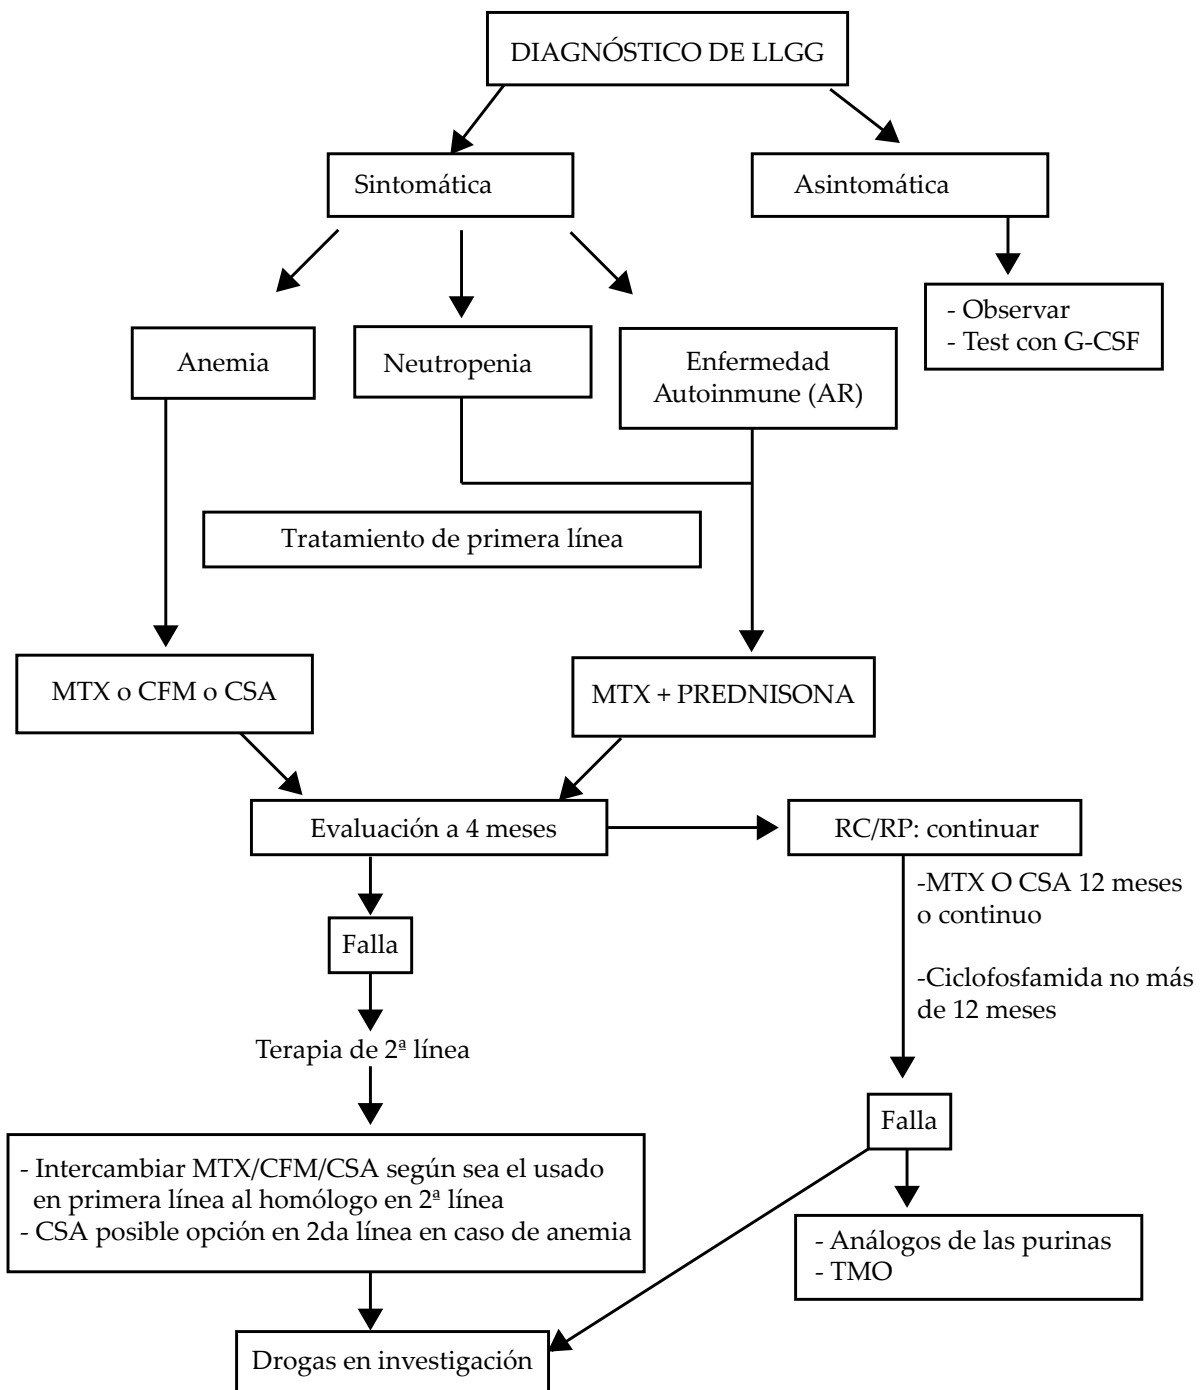 DIAGNÓSTICO DE LLGG
Sintomática
Asintomática
- Observar
- Test con G-CSF
Anemia
Neutropenia
Enfermedad
Autoinmune (AR)
Tratamiento de primera línea
MTX o CFM o CSA
MTX + PREDNISONA
Evaluación a 4 meses
RC/RP: continuar
-MTX O CSA 12 meses
o continuo
-Ciclofosfamida no más
de 12 meses
Falla
Terapia de 2ª línea
- Intercambiar MTX/CFM/CSA según sea el usado
en primera línea al homólogo en 2ª línea
- CSA posible opción en 2da línea en caso de anemia
Falla
- Análogos de las purinas
- TMO
Drogas en investigación